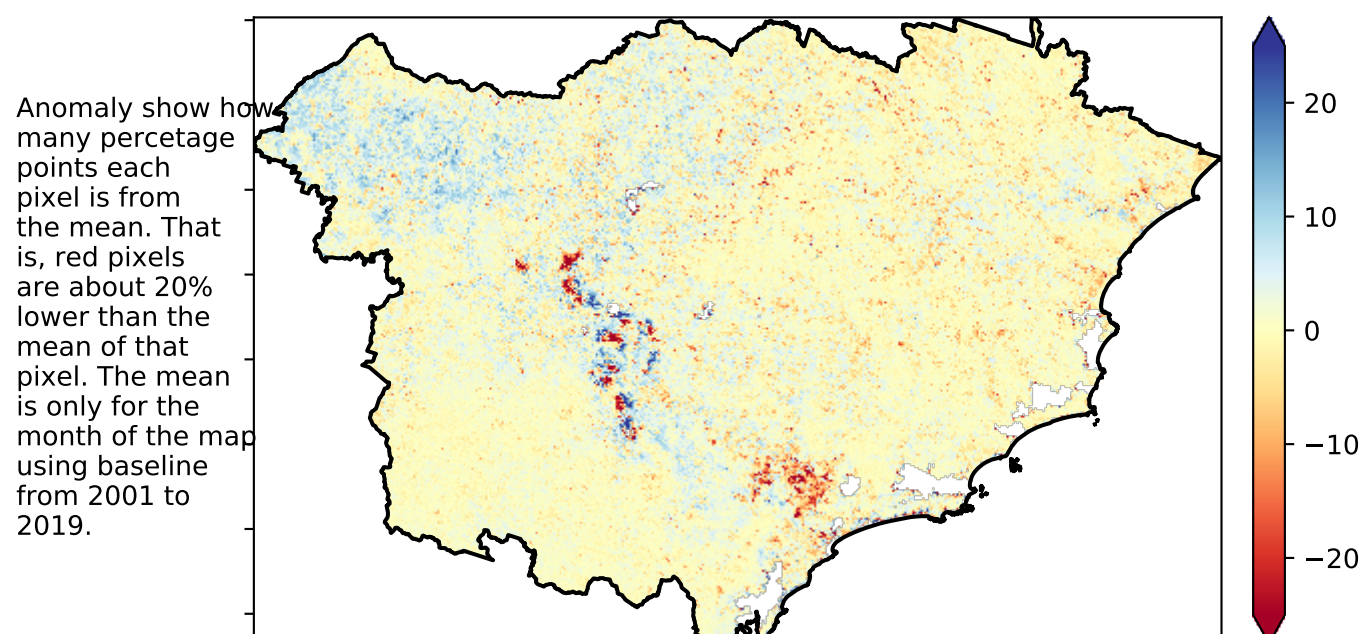 Anomaly show how
many percetage
points each
pixel is from
the mean. That
is, red pixels
are about 20%
lower than the
mean of that
pixel. The mean
is only for the
month of the map
using baseline
from 2001 to
2019.
20
10
0
−10
−20